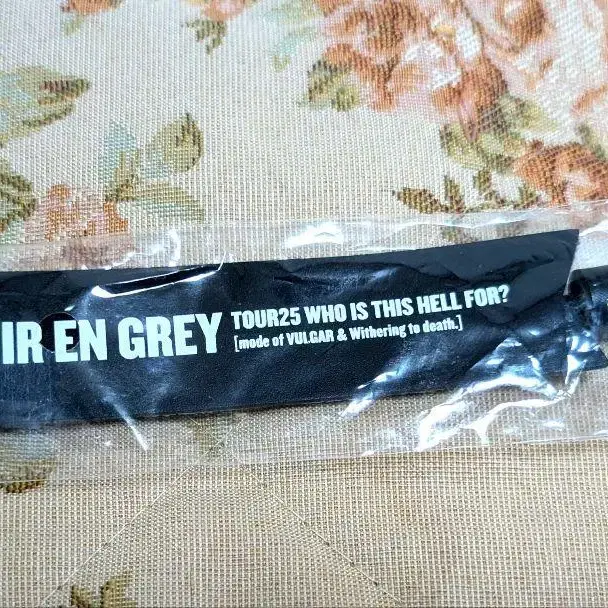 IR EN GREY
TOUR25 WHO IS THIS HELL FOR?
[mode of VULGAR & Withering to death.]